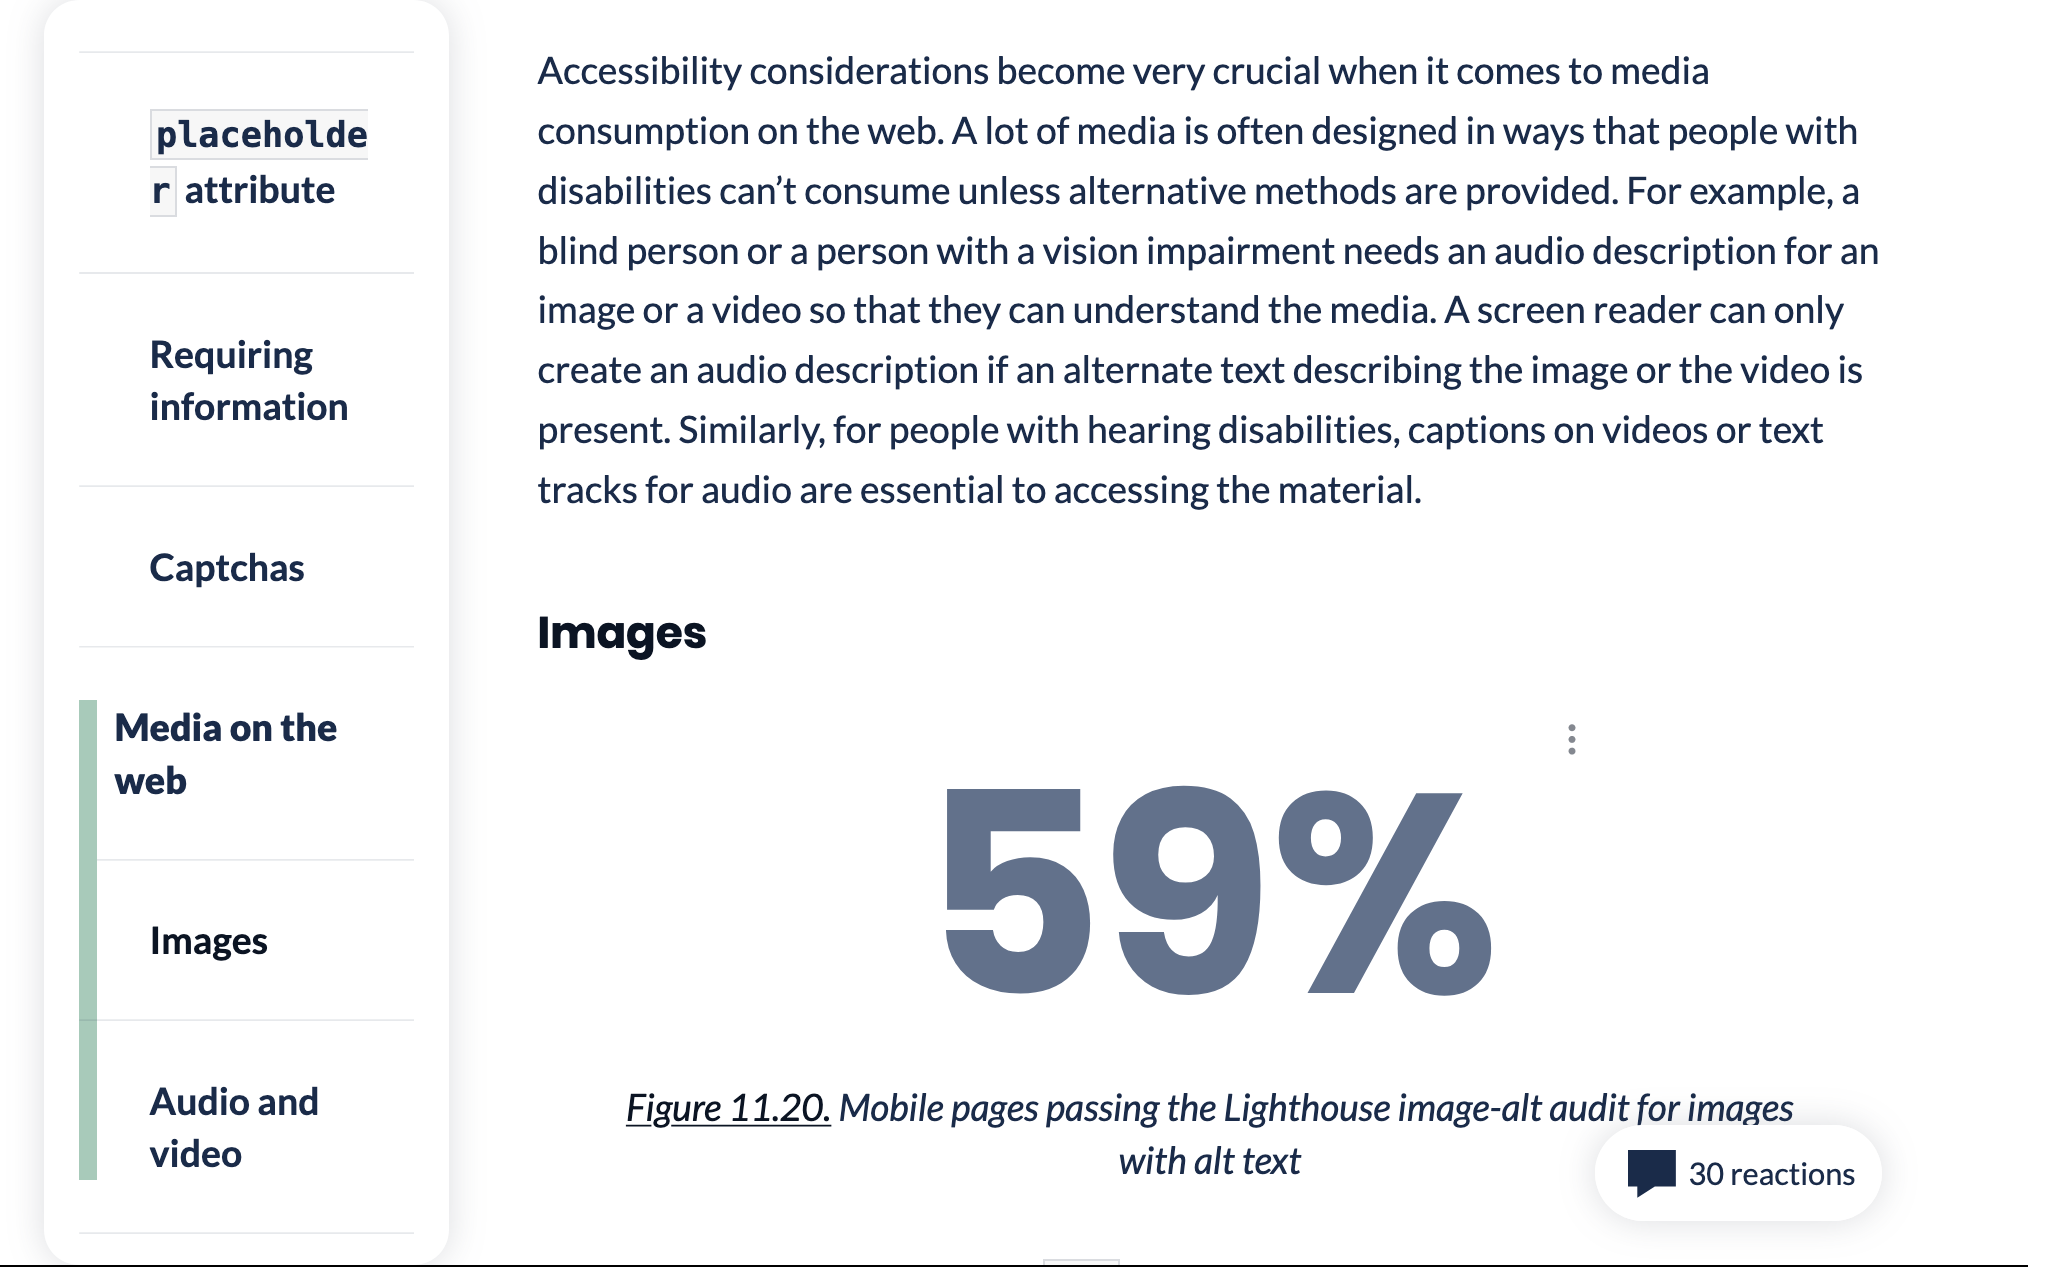 placeholde
r attribute
Requiring
information
Captchas
Media on the
web
Images
Audio and
video
Accessibility considerations become very crucial when it comes to media
consumption on the web. A lot of media is often designed in ways that people with
disabilities can’t consume unless alternative methods are provided. For example, a
blind person or a person with a vision impairment needs an audio description for an
image or a video so that they can understand the media. A screen reader can only
create an audio description if an alternate text describing the image or the video is
present. Similarly, for people with hearing disabilities, captions on videos or text
tracks for audio are essential to accessing the material.
Images
59%
Figure 11.20. Mobile pages passing the Lighthouse image-alt audit for images
with alt text
30 reactions